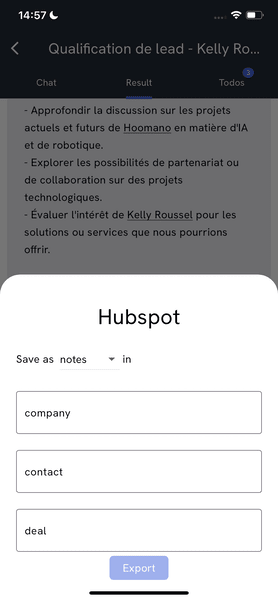 14:57
Qualification de lead - Kelly Ro...
Chat
Result
Todos
3
- Approfondir la discussion sur les projets
actuels et futurs de Hoomano en matière d'IA
et de robotique.
- Explorer les possibilités de partenariat ou
de collaboration sur des projets
technologiques.
- Évaluer l'intérêt de Kelly Roussel pour les
solutions ou services que nous pourrions
offrir.
Hubspot
Save as notes in
company
contact
deal
Export